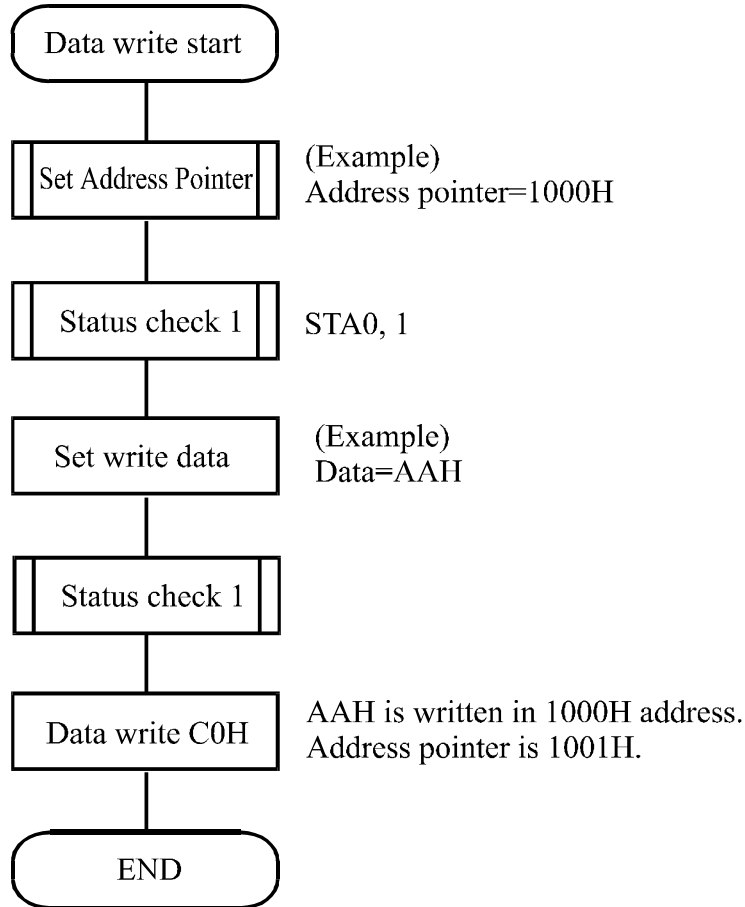 Data write start
(Example)
Set Address Pointer
Address pointer=1000H
Status check 1
STA0, 1
(Example)
Set write data
Data=AAH
Status check 1
AAH is written in 1000H address.
Data write C0H
Address pointer is 1001H.
END